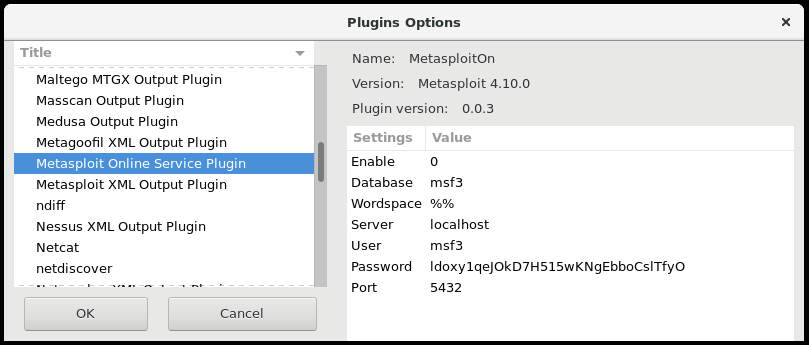 Plugins Options
Title
Maltego MTGX Output Plugin
Masscan Output Plugin
Medusa Output Plugin
Metagoofil XML Output Plugin
Metasploit Online Service Plugin
Metasploit XML Output Plugin
ndiff
Nessus XML Output Plugin
Netcat
netdiscover
OK Cancel
Name: MetasploitOn
Version: Metasploit 4.10.0
Plugin version: 0.0.3
Settings Value
Enable 0
Database msf3
Wordspace %%
Server localhost
User msf3
Password ldoxy1qeJOkD7H515wKNgEbboCslTfyO
Port 5432